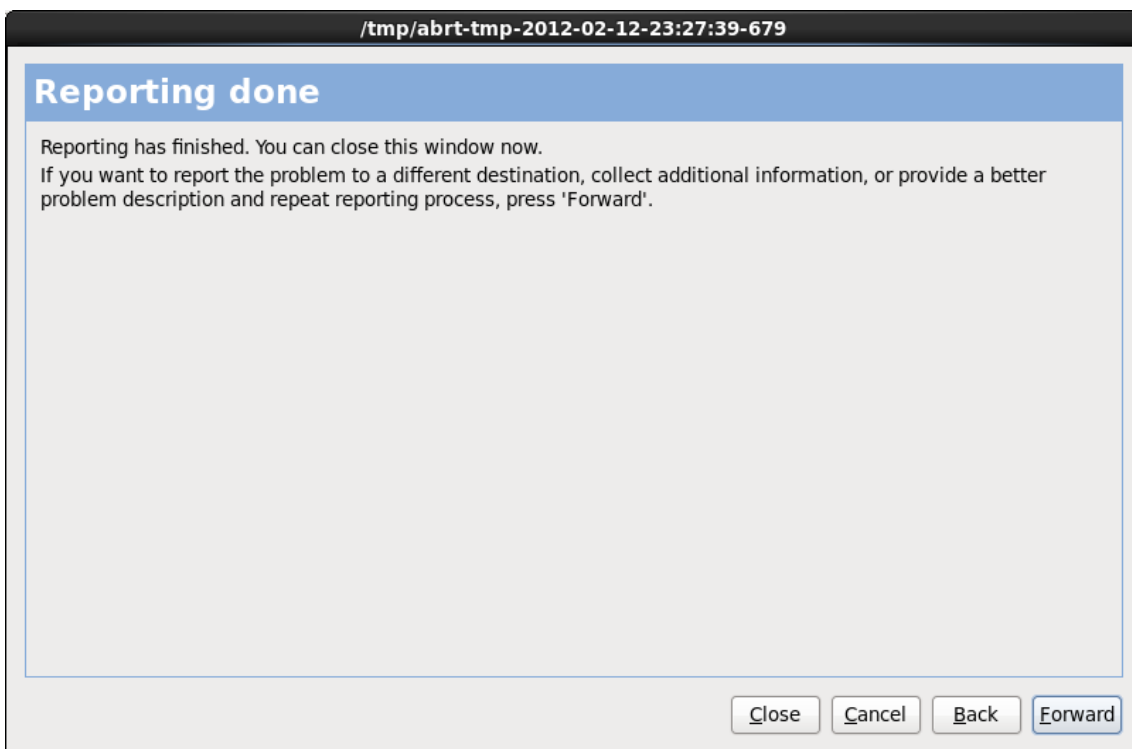 /tmp/abrt-tmp-2012-02-12-23:27:39-679
Reporting done
Reporting has finished. You can close this window now.
If you want to report the problem to a different destination, collect additional information, or provide a better
problem description and repeat reporting process, press 'Forward'.
Close Cancel Back Forward